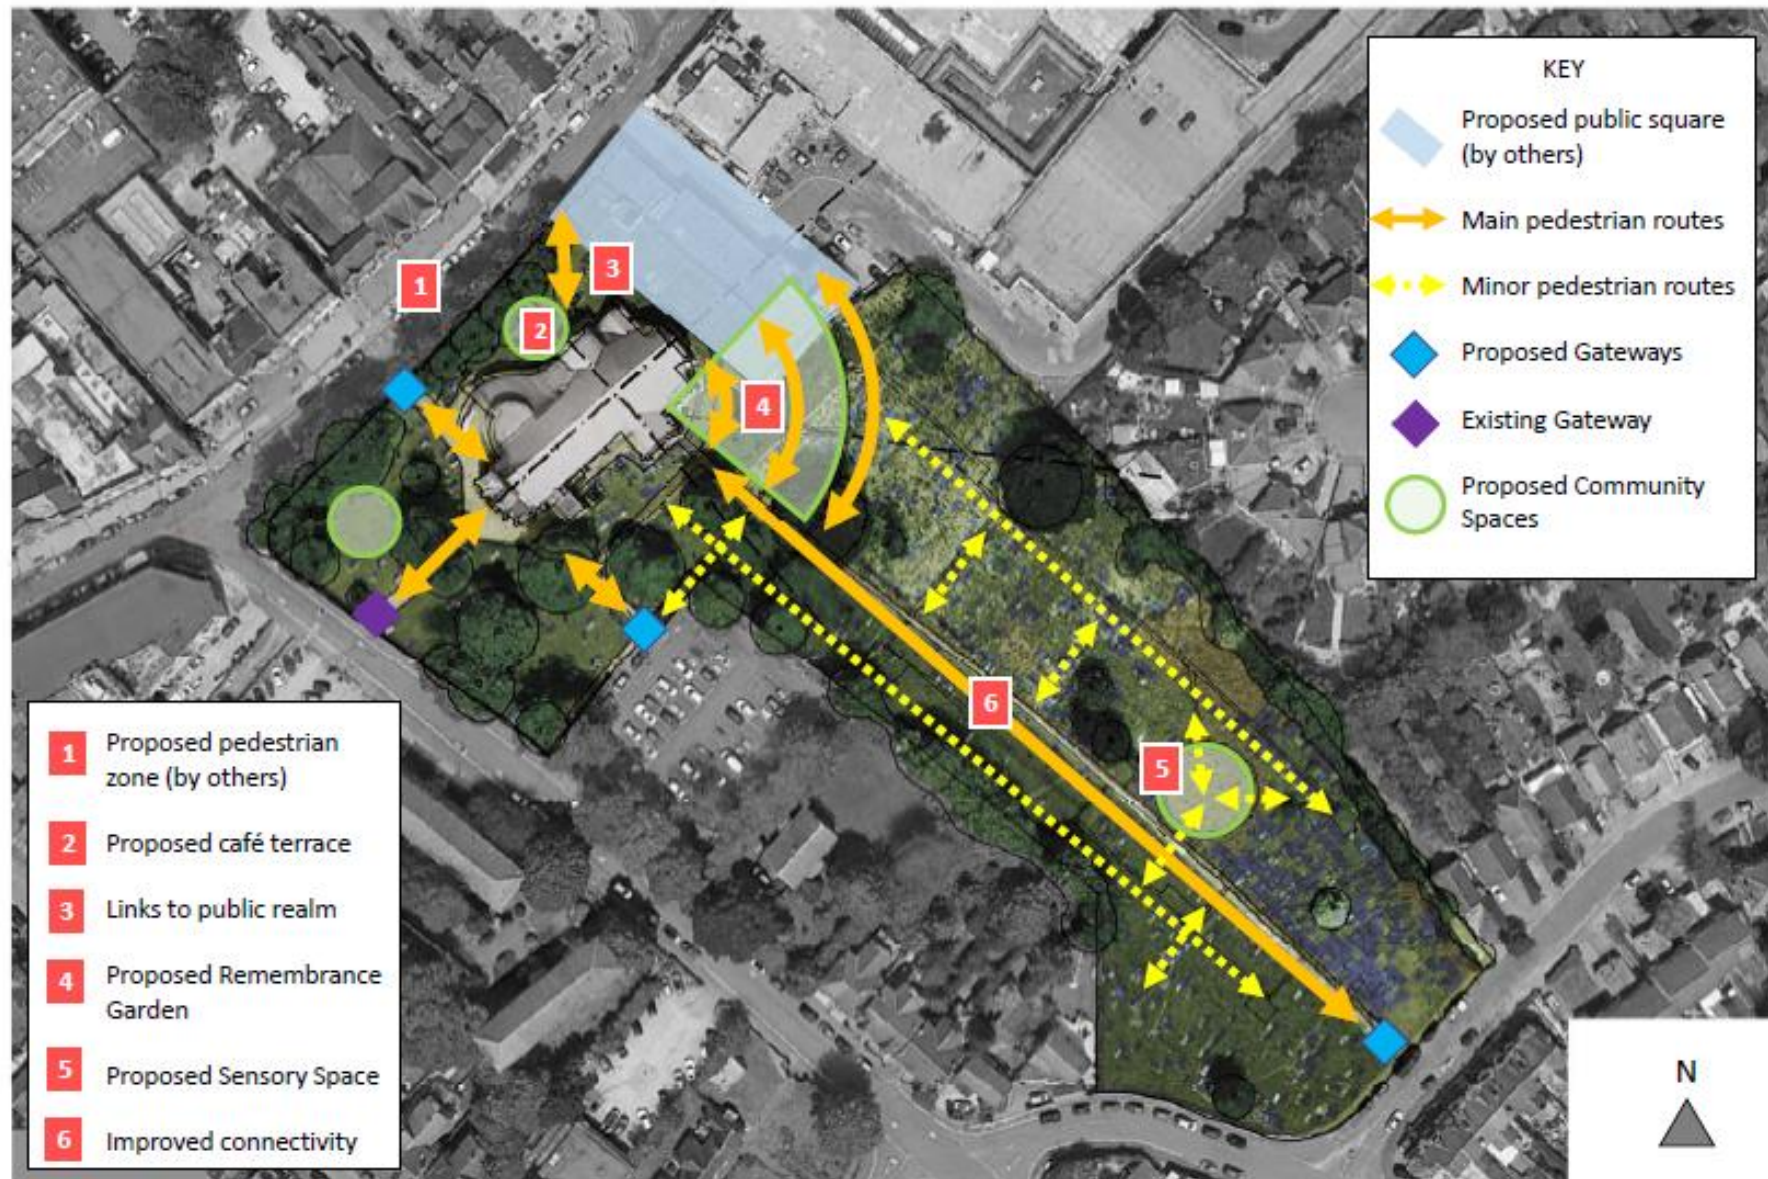 KEY
Proposed public square
(by others)
Main pedestrian routes
Minor pedestrian routes
Proposed Gateways
Existing Gateway
Proposed Community
Spaces
1
2
3
4
5
6
1 Proposed pedestrian
zone (by others)
2 Proposed café terrace
3 Links to public realm
4 Proposed Remembrance
Garden
5 Proposed Sensory Space
6 Improved connectivity
N